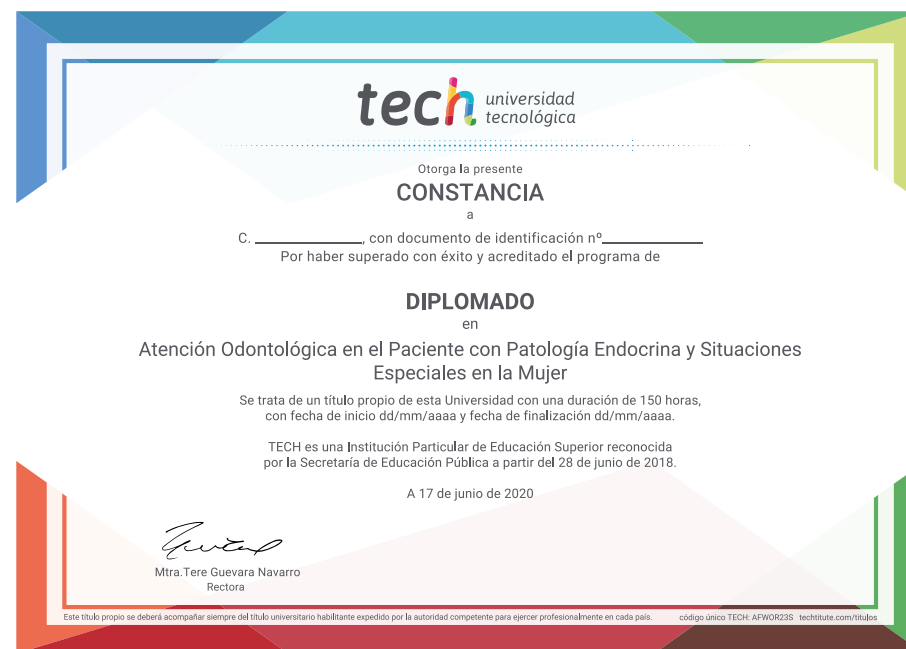 tech universidad
tecnológica
Otorga la presente
CONSTANCIA
a
C. ____________, con documento de identificación nº____________
Por haber superado con éxito y acreditado el programa de
DIPLOMADO
en
Atención Odontológica en el Paciente con Patología Endocrina y Situaciones
Especiales en la Mujer
Se trata de un título propio de esta Universidad con una duración de 150 horas,
con fecha de inicio dd/mm/aaaa y fecha de finalización dd/mm/aaaa.
TECH es una Institución Particular de Educación Superior reconocida
por la Secretaría de Educación Pública a partir del 28 de junio de 2018.
A 17 de junio de 2020
Mtra.Tere Guevara Navarro
Rectora
Este título propio se deberá acompañar siempre del título universitario habilitante expedido por la autoridad competente para ejercer profesionalmente en cada país. código único TECH: AFWOR23S techtitute.com/titulos